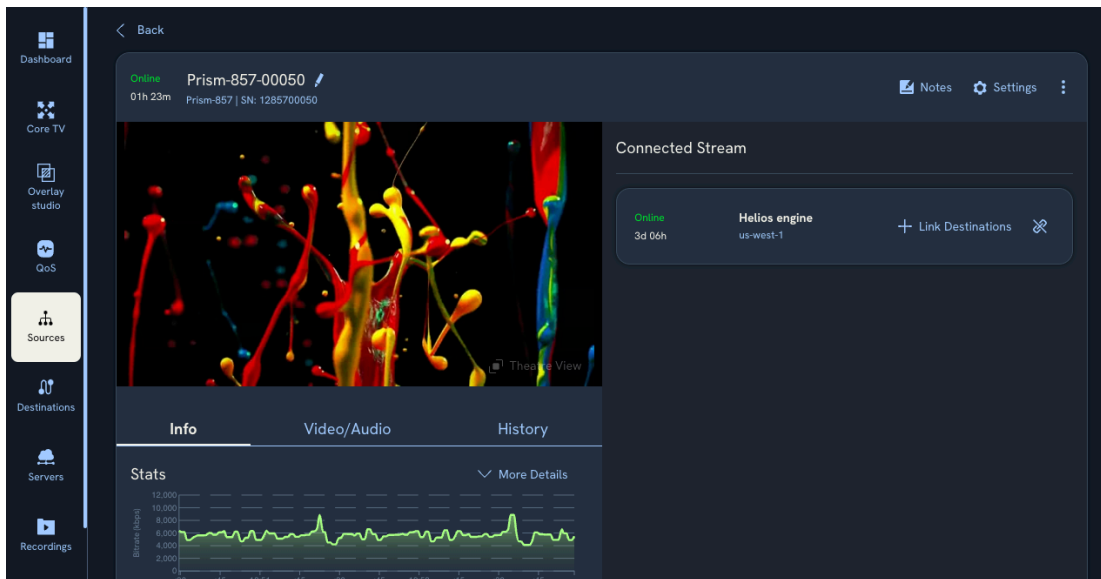 Back
Dashboard
Core TV
Overlay
studio
QoS
Sources
Destinations
Servers
Recordings
Online
01h 23m
Prism-857-00050
Prism-857 | SN: 1285700050
Notes
Settings
Theatre View
Connected Stream
Online
3d 06h
Helios engine
us-west-1
Link Destinations
Info
Video/Audio
History
Stats
More Details
Bitrate (kbps)
12,000
10,000
8,000
6,000
4,000
2,000
0